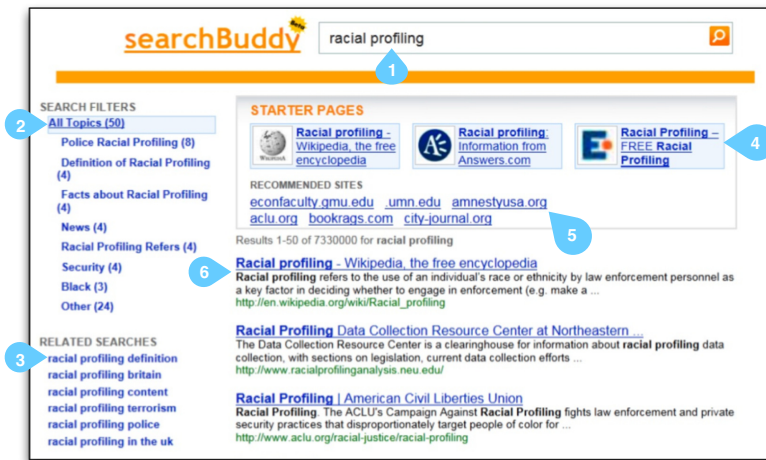 searchBuddy
Beta
racial profiling
1
SEARCH FILTERS
2
All Topics (50)
Police Racial Profiling (8)
Definition of Racial Profiling
(4)
Facts about Racial Profiling
(4)
News (4)
Racial Profiling Refers (4)
Security (4)
Black (3)
Other (24)
RELATED SEARCHES
3
racial profiling definition
racial profiling britain
racial profiling content
racial profiling terrorism
racial profiling police
racial profiling in the uk
STARTER PAGES
Racial profiling -
Wikipedia, the free
encyclopedia
A
Racial profiling:
Information from
Answers.com
E
Racial Profiling –
FREE Racial
Profiling
4
RECOMMENDED SITES
econfaculty.gmu.edu .umn.edu amnestyusa.org
aclu.org bookrags.com city-journal.org
5
Results 1-50 of 7330000 for racial profiling
6
Racial profiling - Wikipedia, the free encyclopedia
Racial profiling refers to the use of an individual's race or ethnicity by law enforcement personnel as
a key factor in deciding whether to engage in enforcement (e.g. make a ...
http://en.wikipedia.org/wiki/Racial_profiling
Racial Profiling Data Collection Resource Center at Northeastern ...
The Data Collection Resource Center is a clearinghouse for information about racial profiling data
collection, with sections on legislation, current data collection efforts ...
http://www.racialprofilinganalysis.neu.edu/
Racial Profiling | American Civil Liberties Union
Racial Profiling. The ACLU's Campaign Against Racial Profiling fights law enforcement and private
security practices that disproportionately target people of color for ...
http://www.aclu.org/racial-justice/racial-profiling